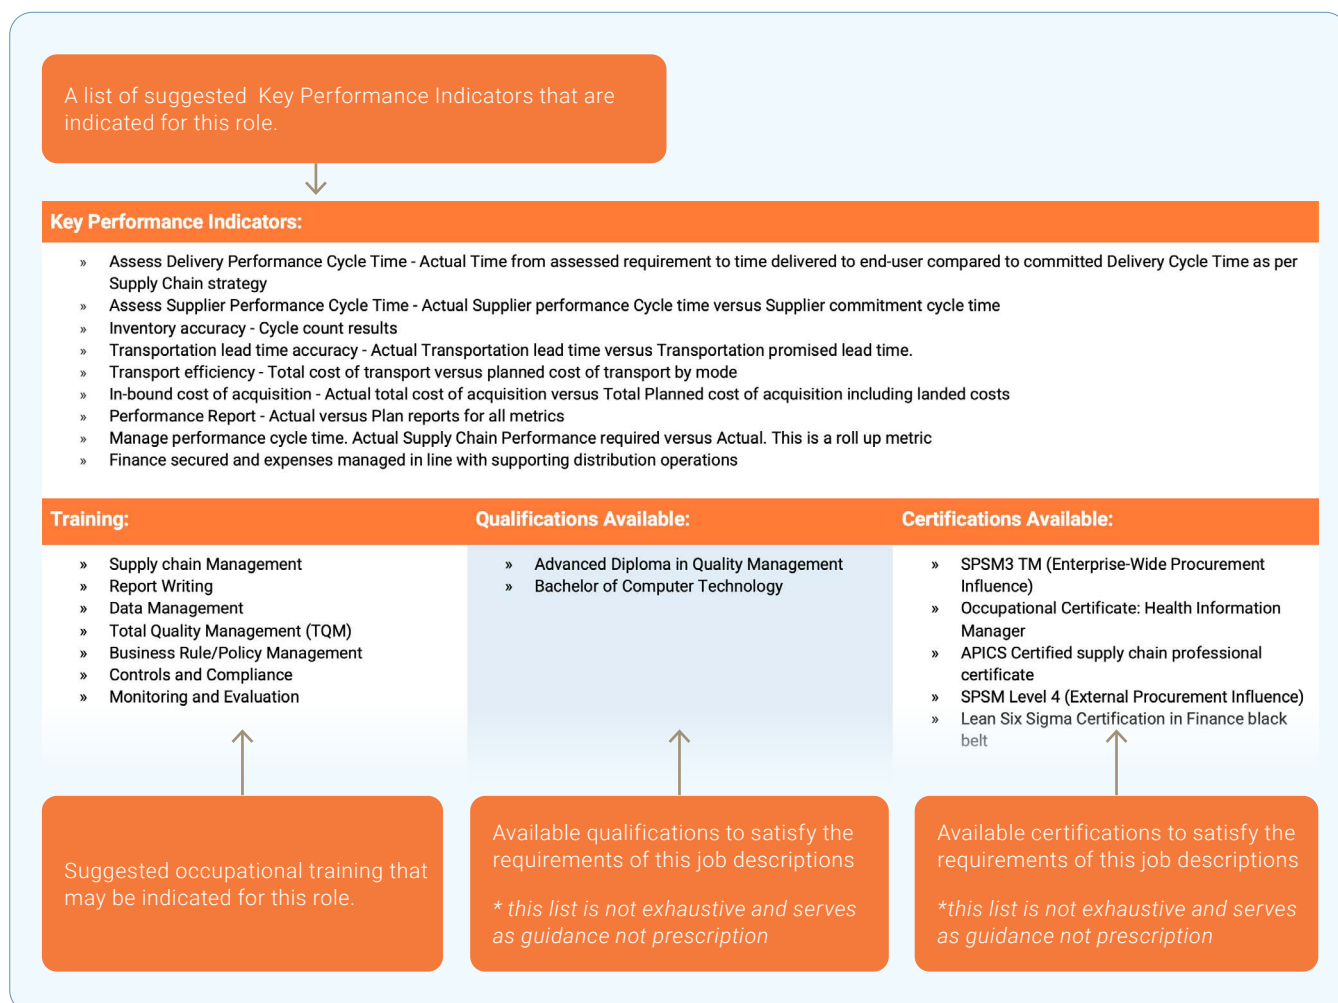 A list of suggested  Key Performance Indicators that are
indicated for this role.
Key Performance Indicators:
» Assess Delivery Performance Cycle Time - Actual Time from assessed requirement to time delivered to end-user compared to committed Delivery Cycle Time as per
Supply Chain strategy
» Assess Supplier Performance Cycle Time - Actual Supplier performance Cycle time versus Supplier commitment cycle time
» Inventory accuracy - Cycle count results
» Transportation lead time accuracy - Actual Transportation lead time versus Transportation promised lead time.
» Transport efficiency - Total cost of transport versus planned cost of transport by mode
» In-bound cost of acquisition - Actual total cost of acquisition versus Total Planned cost of acquisition including landed costs
» Performance Report - Actual versus Plan reports for all metrics
» Manage performance cycle time. Actual Supply Chain Performance required versus Actual. This is a roll up metric
» Finance secured and expenses managed in line with supporting distribution operations
Training:
» Supply chain Management
» Report Writing
» Data Management
» Total Quality Management (TQM)
» Business Rule/Policy Management
» Controls and Compliance
» Monitoring and Evaluation
Qualifications Available:
» Advanced Diploma in Quality Management
» Bachelor of Computer Technology
Certifications Available:
» SPSM3 TM (Enterprise-Wide Procurement
Influence)
» Occupational Certificate: Health Information
Manager
» APICS Certified supply chain professional
certificate
» SPSM Level 4 (External Procurement Influence)
» Lean Six Sigma Certification in Finance black
belt
Suggested occupational training that
may be indicated for this role.
Available qualifications to satisfy the
requirements of this job descriptions
* this list is not exhaustive and serves
as guidance not prescription
Available certifications to satisfy the
requirements of this job descriptions
*this list is not exhaustive and serves
as guidance not prescription